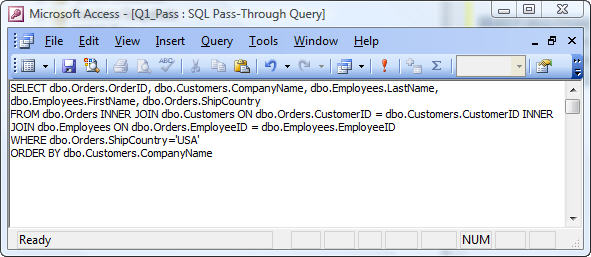 Microsoft Access - [Q1_Pass : SQL Pass-Through Query]
File Edit View Insert Query Tools Window Help
SELECT dbo.Orders.OrderID, dbo.Customers.CompanyName, dbo.Employees.LastName,
dbo.Employees.FirstName, dbo.Orders.ShipCountry
FROM dbo.Orders INNER JOIN dbo.Customers ON dbo.Orders.CustomerID = dbo.Customers.CustomerID INNER
JOIN dbo.Employees ON dbo.Orders.EmployeeID = dbo.Employees.EmployeeID
WHERE dbo.Orders.ShipCountry='USA'
ORDER BY dbo.Customers.CompanyName
Ready NUM